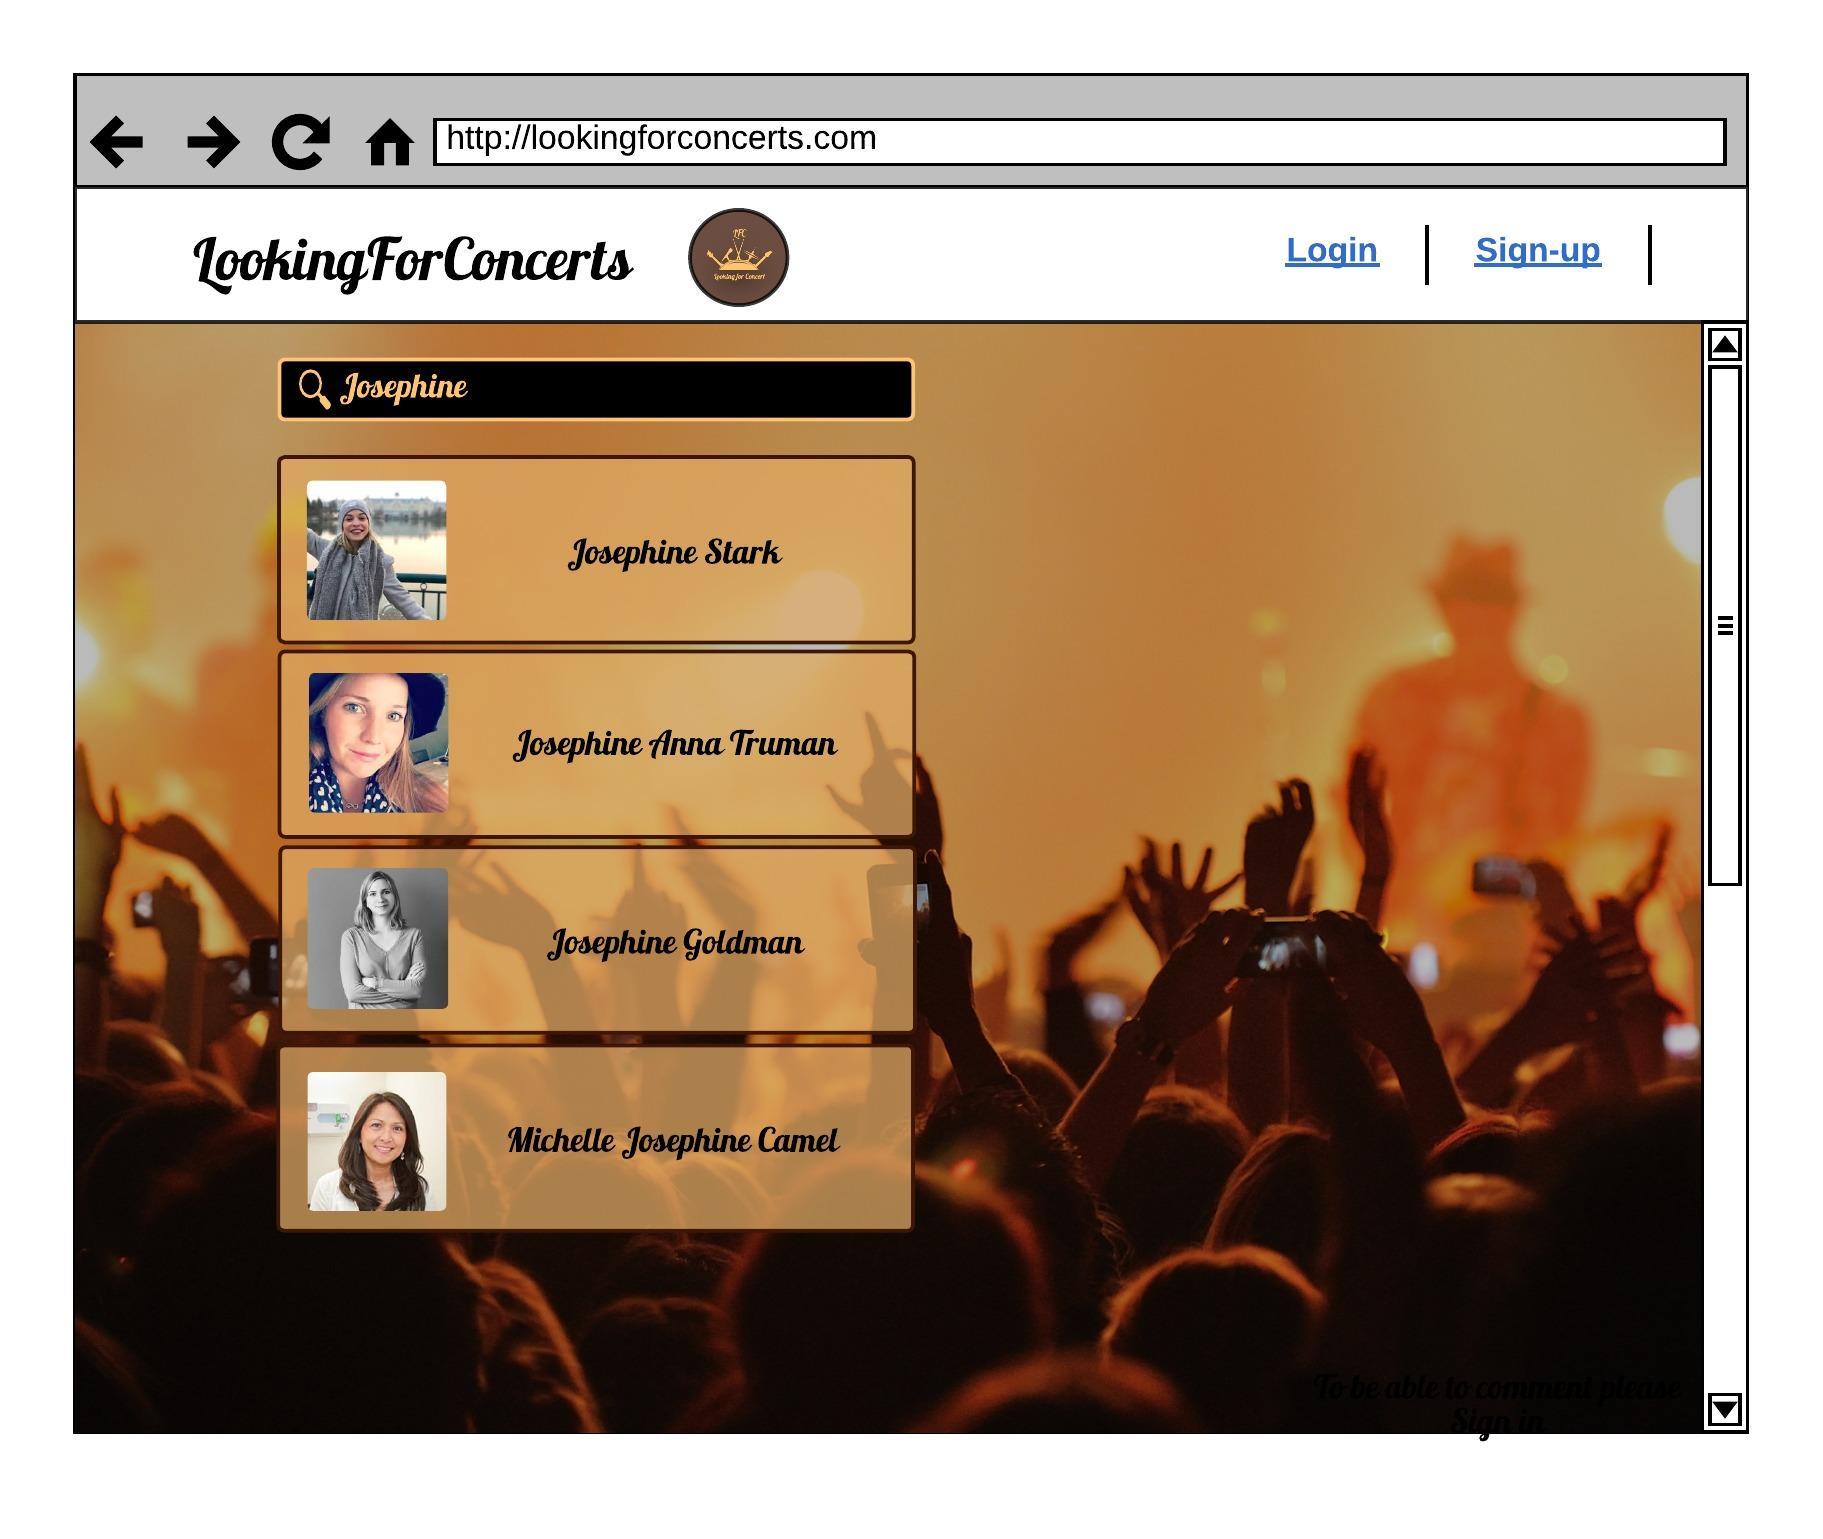 http://lookingforconcerts.com
LookingForConcerts
LFC
Looking for Concert
Login
Sign-up
Josephine
Josephine Stark
Josephine Anna Truman
Josephine Goldman
Michelle Josephine Camel
To be able to comment please
Sign in